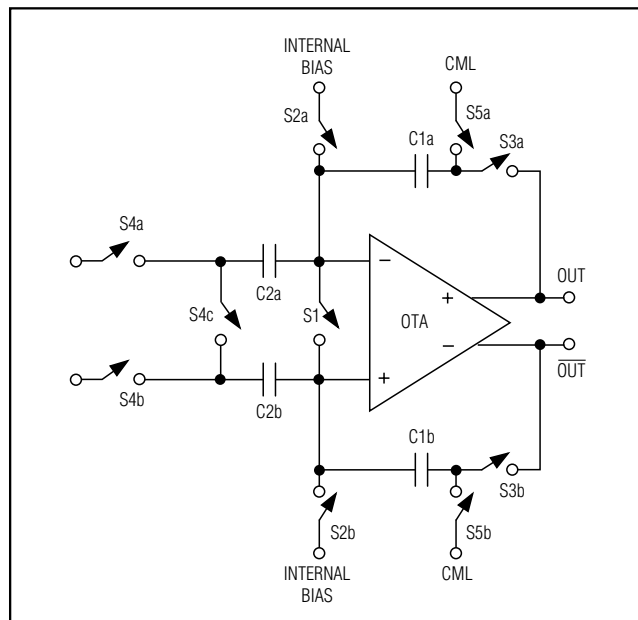 INTERNAL
BIAS
CML
S2a
S5a
C1a
S3a
S4a
C2a
−
+
OUT
S4c
S1
OTA
−
OUT
S4b
C2b
+
C1b
S3b
S2b
S5b
INTERNAL
BIAS
CML